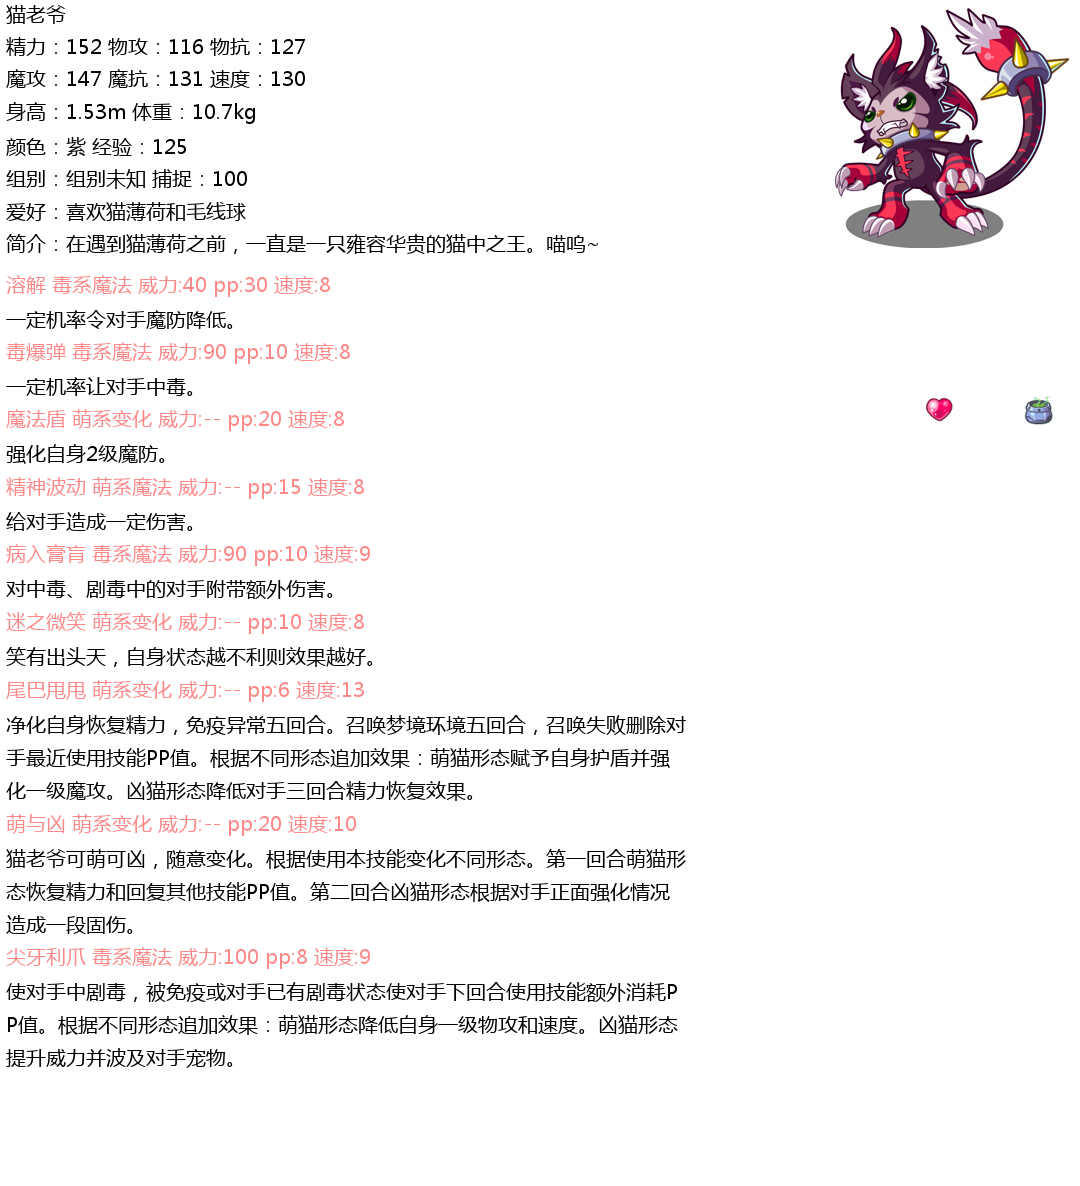 猫老爷
精力：152 物攻：116 物抗：127
魔攻：147 魔抗：131 速度：130
身高：1.53m 体重：10.7kg
颜色：紫 经验：125
组别：组别未知 捕捉：100
爱好：喜欢猫薄荷和毛线球
简介：在遇到猫薄荷之前，一直是一只雍容华贵的猫中之王。喵呜~
溶解 毒系魔法 威力:40 pp:30 速度:8
一定机率令对手魔防降低。
毒爆弹 毒系魔法 威力:90 pp:10 速度:8
一定机率让对手中毒。
魔法盾 萌系变化 威力:-- pp:20 速度:8
强化自身2级魔防。
精神波动 萌系魔法 威力:-- pp:15 速度:8
给对手造成一定伤害。
病入膏肓 毒系魔法 威力:90 pp:10 速度:9
对中毒、剧毒中的对手附带额外伤害。
迷之微笑 萌系变化 威力:-- pp:10 速度:8
笑有出头天，自身状态越不利则效果越好。
尾巴甩甩 萌系变化 威力:-- pp:6 速度:13
净化自身恢复精力，免疫异常五回合。召唤梦境环境五回合，召唤失败删除对
手最近使用技能PP值。根据不同形态追加效果：萌猫形态赋予自身护盾并强
化一级魔攻。凶猫形态降低对手三回合精力恢复效果。
萌与凶 萌系变化 威力:-- pp:20 速度:10
猫老爷可萌可凶，随意变化。根据使用本技能变化不同形态。第一回合萌猫形
态恢复精力和回复其他技能PP值。第二回合凶猫形态根据对手正面强化情况
造成一段固伤。
尖牙利爪 毒系魔法 威力:100 pp:8 速度:9
使对手中剧毒，被免疫或对手已有剧毒状态使对手下回合使用技能额外消耗P
P值。根据不同形态追加效果：萌猫形态降低自身一级物攻和速度。凶猫形态
提升威力并波及对手宠物。